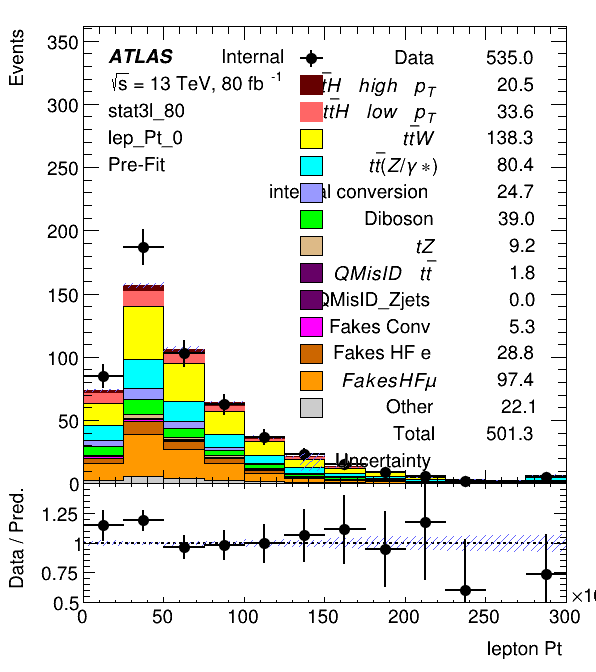 Events
350
300
250
200
150
100
50
0
ATLAS Internal
√s = 13 TeV, 80 fb⁻¹
stat3l_80
lep_Pt_0
Pre-Fit
Data 535.0
tt̄H high p_T 20.5
tt̄H low p_T 33.6
tt̄W 138.3
tt̄(Z/γ*) 80.4
internal conversion 24.7
Diboson 39.0
tZ 9.2
QMisID tt̄ 1.8
QMisID_Zjets 0.0
Fakes Conv 5.3
Fakes HF e 28.8
FakesHFμ 97.4
Other 22.1
Total 501.3
Uncertainty
Data / Pred.
1.25
1
0.75
0.5
0 50 100 150 200 250 300
lepton Pt